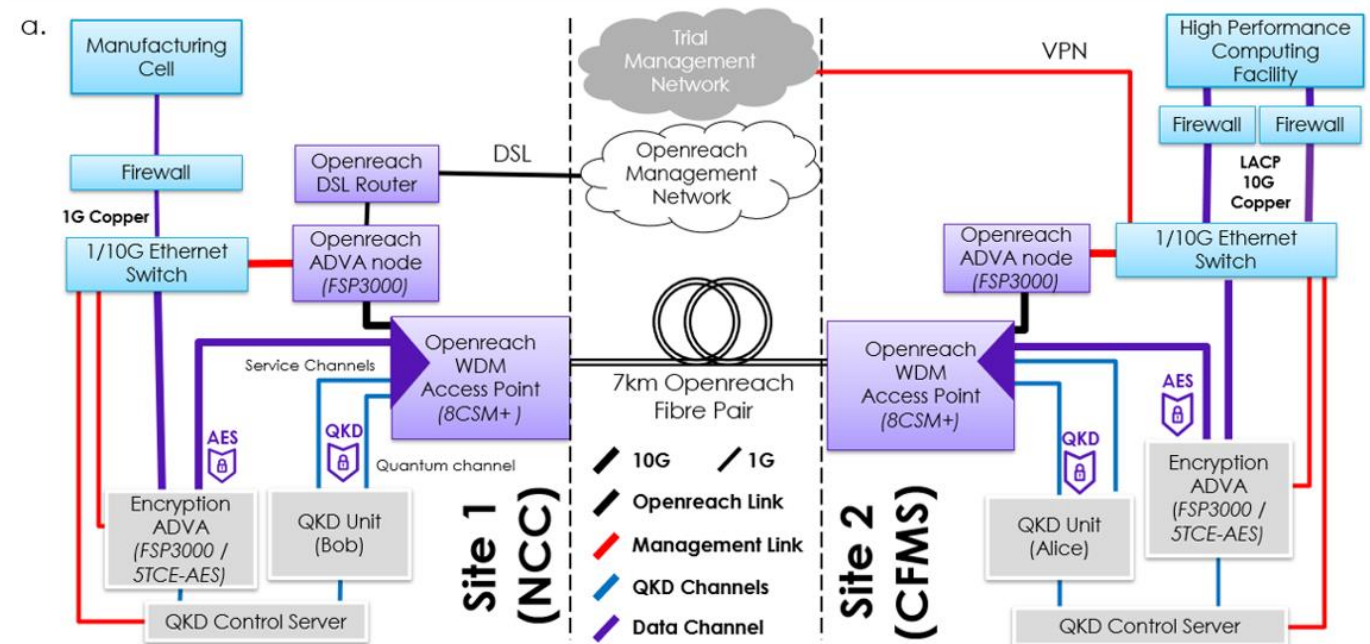 a.
Manufacturing
Cell
Firewall
1G Copper
1/10G Ethernet
Switch
Openreach
DSL Router
DSL
Openreach
ADVA node
(FSP3000)
Openreach
WDM
Access Point
(8CSM+ )
Service Channels
AES
QKD
Quantum channel
Encryption
ADVA
(FSP3000 /
5TCE-AES)
QKD Unit
(Bob)
QKD Control Server
Site 1
(NCC)
Trial
Management
Network
Openreach
Management
Network
7km Openreach
Fibre Pair
10G
1G
Openreach Link
Management Link
QKD Channels
Data Channel
VPN
High Performance
Computing
Facility
Firewall
Firewall
LACP
10G
Copper
Openreach
ADVA node
(FSP3000)
1/10G Ethernet
Switch
Openreach
WDM
Access Point
(8CSM+)
AES
QKD
Encryption
ADVA
(FSP3000 /
5TCE-AES)
QKD Unit
(Alice)
QKD Control Server
Site 2
(CFMS)